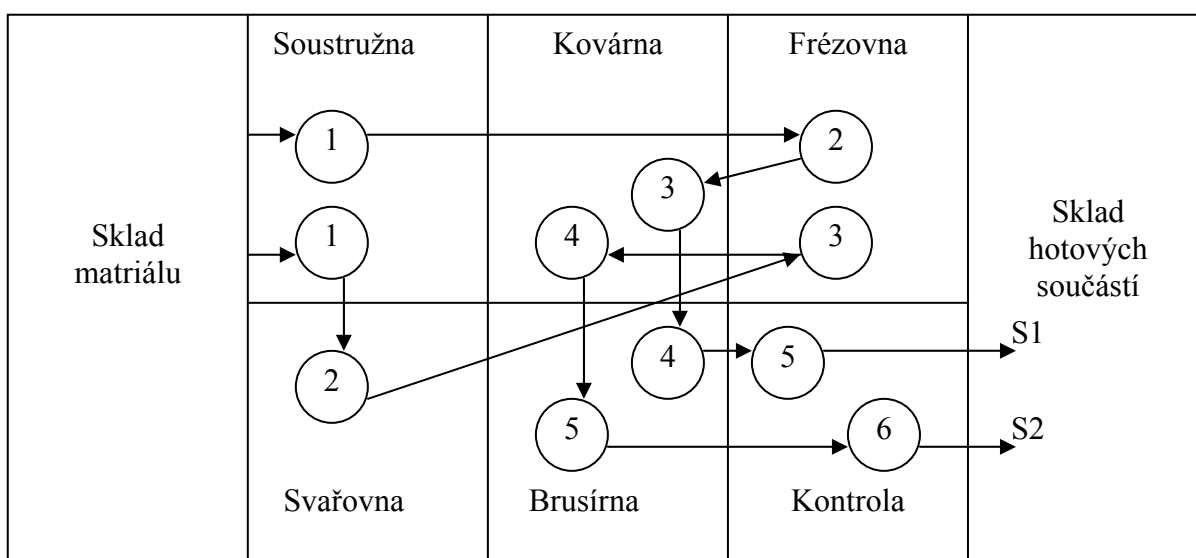 Soustružna
Kovárna
Frézovna
1
2
3
Sklad
matriálu
1
4
3
Sklad
hotových
součástí
2
4
5
S1
5
6
S2
Svařovna
Brusírna
Kontrola